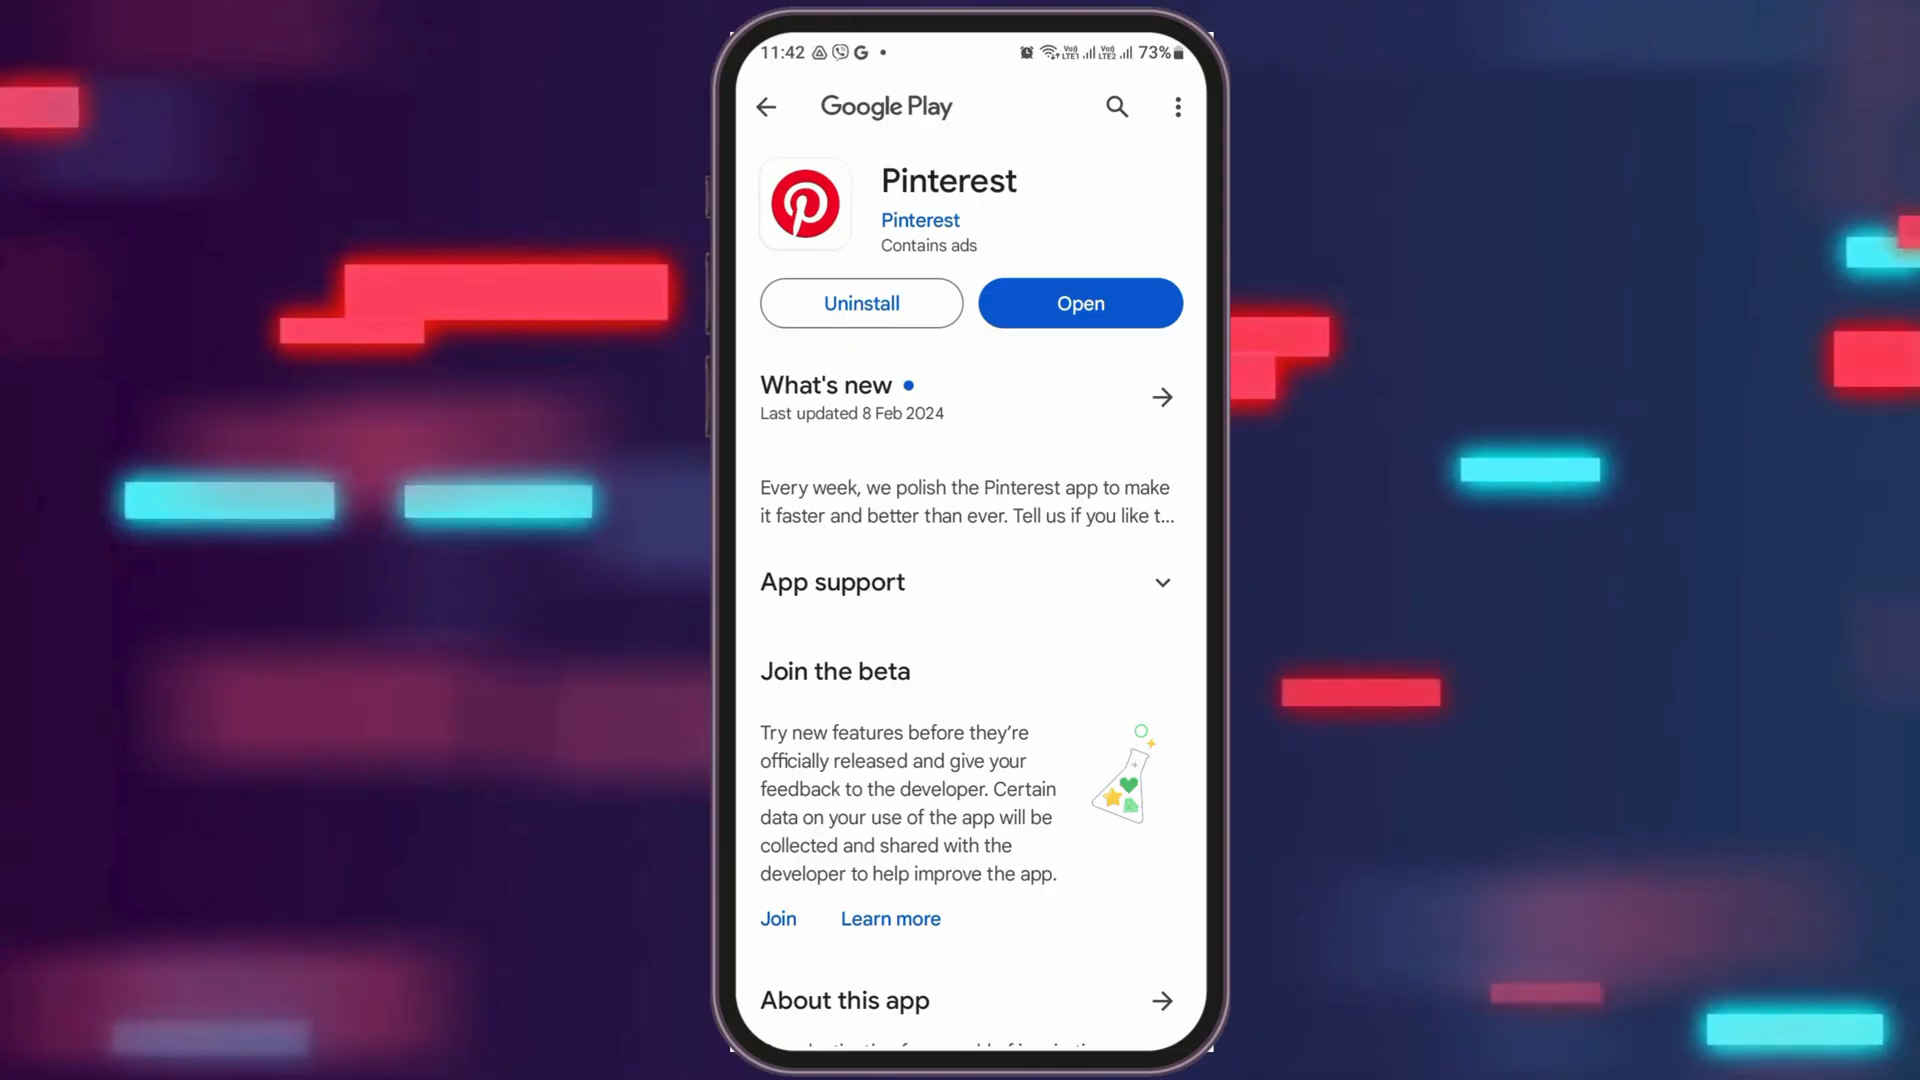 11:42
73%
Google Play
Pinterest
Pinterest
Contains ads
Uninstall
Open
What's new
Last updated 8 Feb 2024
Every week, we polish the Pinterest app to make
it faster and better than ever. Tell us if you like t...
App support
Join the beta
Try new features before they're
officially released and give your
feedback to the developer. Certain
data on your use of the app will be
collected and shared with the
developer to help improve the app.
Join
Learn more
About this app